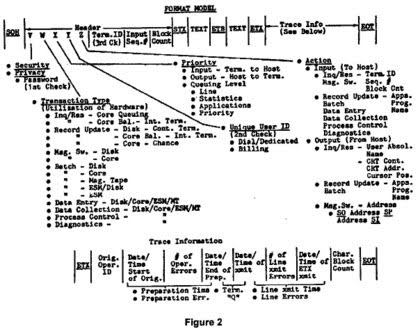 FORMAT MODEL
SOH V W X Y Z Header Term.ID (3rd Ck) Input Seq.# Block Count STX TEXT ETB TEXT ETX Trace Info (See Below) EOT
Security
Privacy
Password
(1st Check)
Transaction Type
(Utilization of Hardware)
Inq/Res - Core Queuing
" - Core Bal.- Int. Term.
Record Update - Disk - Cont. Term.
" - Core Bal.- Int. Term.
" - Core - Chance
Msg. Sw. - Disk
" - Core
Batch - Disk
" - Core
" - Mag. Tape
" - ESM/Disk
" - ESM
Data Entry - Disk/Core/ESM/MT
Data Collection - Disk/Core/ESM/MT
Process Control - "
Diagnostics - "
Priority
Input - Term. to Host
Output - Host to Term.
Queuing Level
Line
Statistics
Applications
Priority
Unique User ID
(2nd Check)
Dial/Dedicated
Billing
Action
Input (To Host)
Inq/Res - Term.ID
Msg. Sw. Seq.#
Block Cnt
Record Update - Apps.
Batch Prog.
Data Entry Name
Data Collection
Process Control
Diagnostics
Output (From Host)
Inq/Res - User Absol.
Name
- CRT Cont.
CRT Addr.
Cursor Pos.
Record Update - Apps.
Batch Prog.
Name
Msg.Sw. - Address
SO Address SP
Address SI
Trace Information
ETX
Orig. Oper. ID
Date/ Time Start of Orig.
# of Oper. Errors
Date/ Time End of Prep.
Date/ Time xmit
# of Line xmit Errors
Date/ Time ETX xmit
Char. Block Count
EOT
Preparation Time
Preparation Err.
Term. "Q"
Line xmit Time
Line Errors
Figure 2